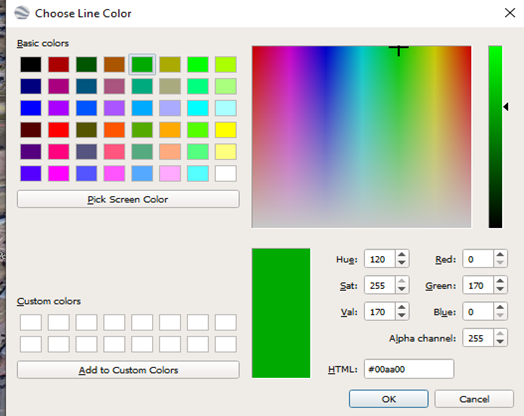 Choose Line Color
Basic colors
Pick Screen Color
Custom colors
Add to Custom Colors
Hue: 120 Red: 0
Sat: 255 Green: 170
Val: 170 Blue: 0
Alpha channel: 255
HTML: #00aa00
OK Cancel